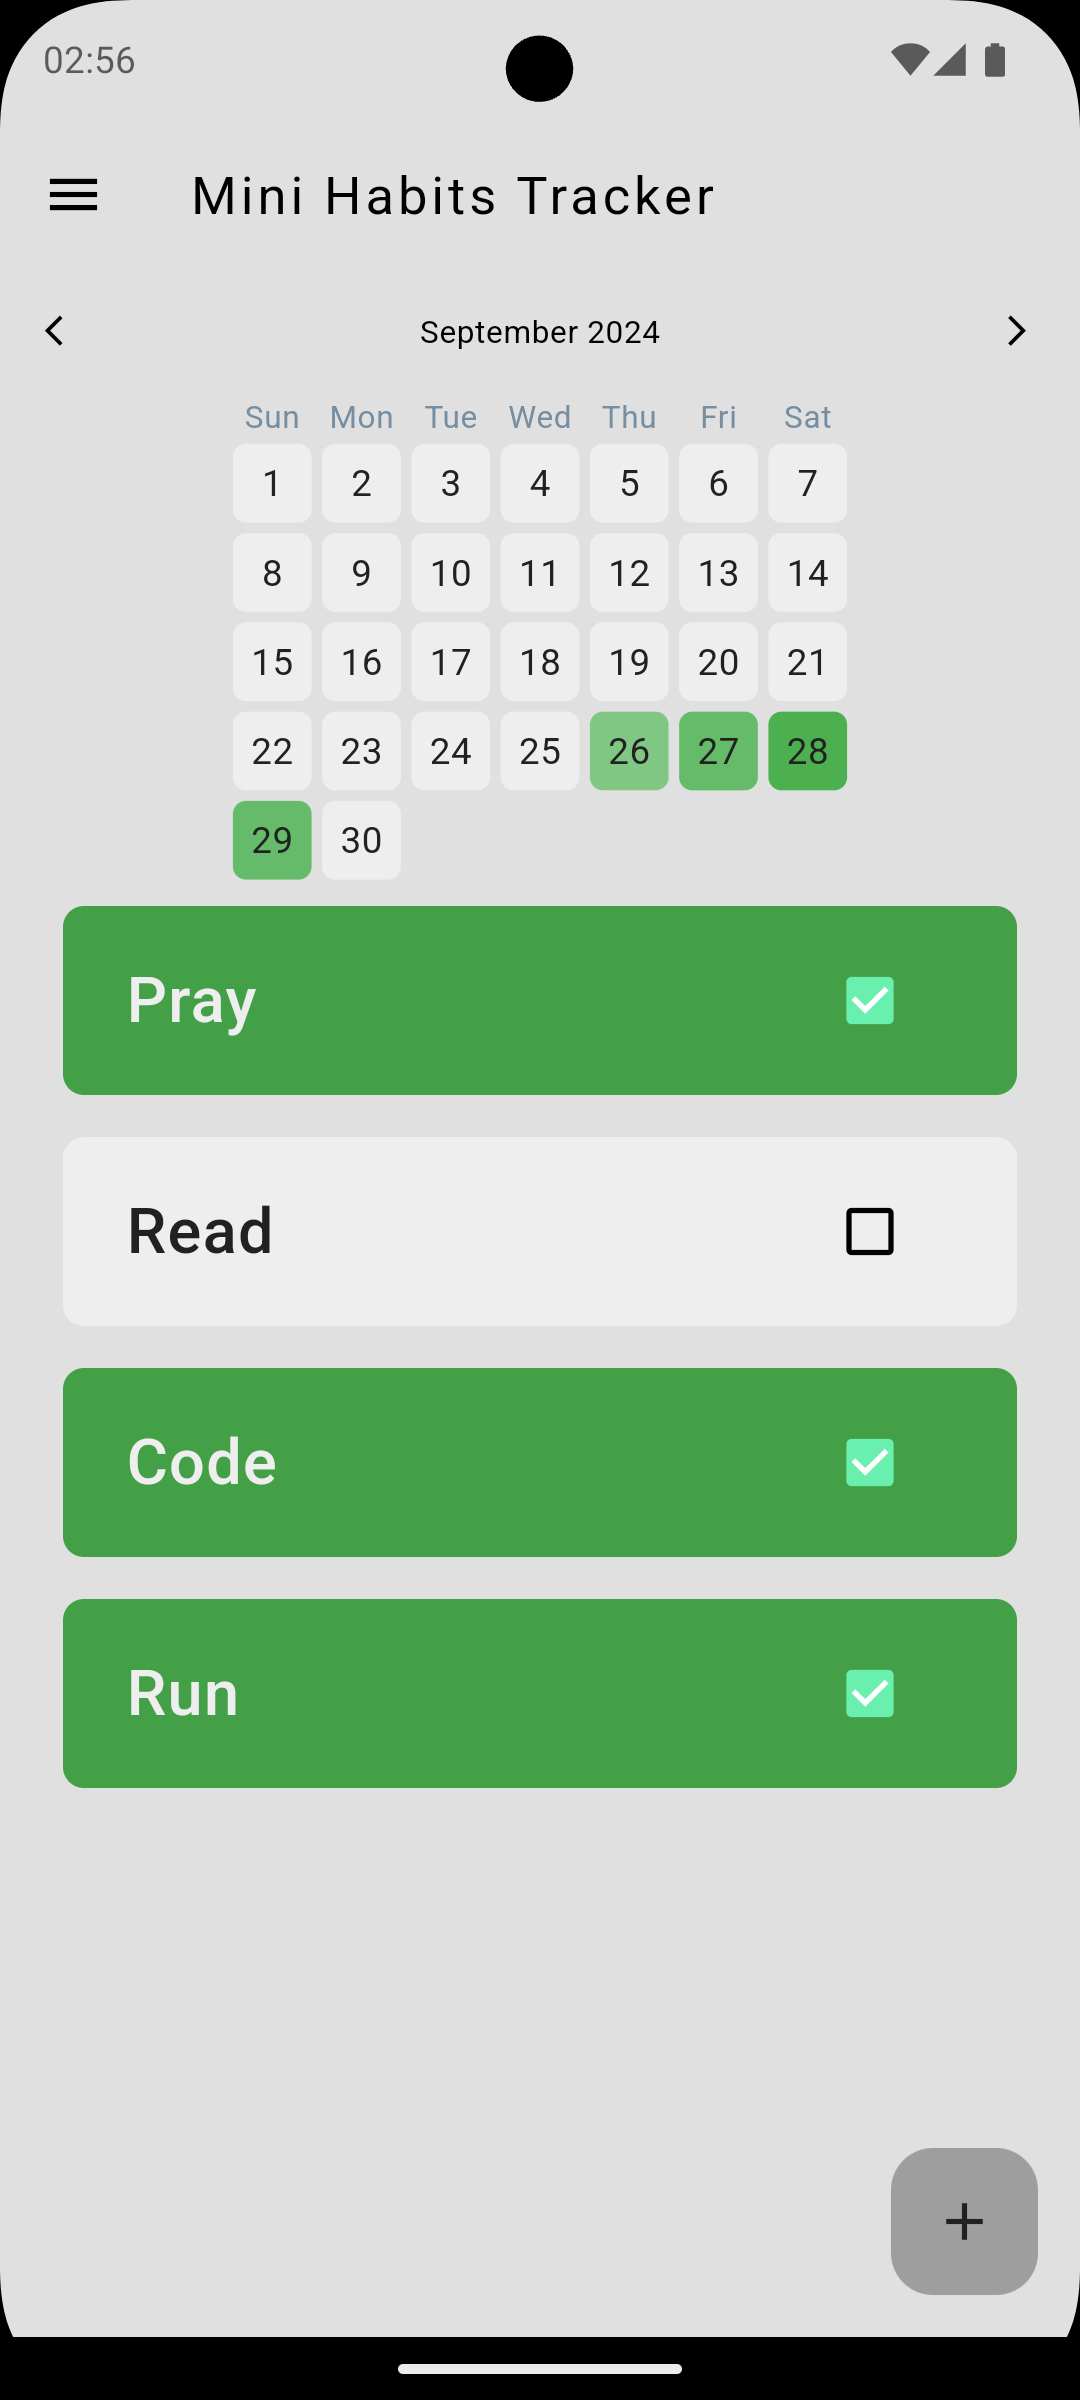 02:56
Mini Habits Tracker
September 2024
Sun Mon Tue Wed Thu Fri Sat
1 2 3 4 5 6 7
8 9 10 11 12 13 14
15 16 17 18 19 20 21
22 23 24 25 26 27 28
29 30
Pray
Read
Code
Run